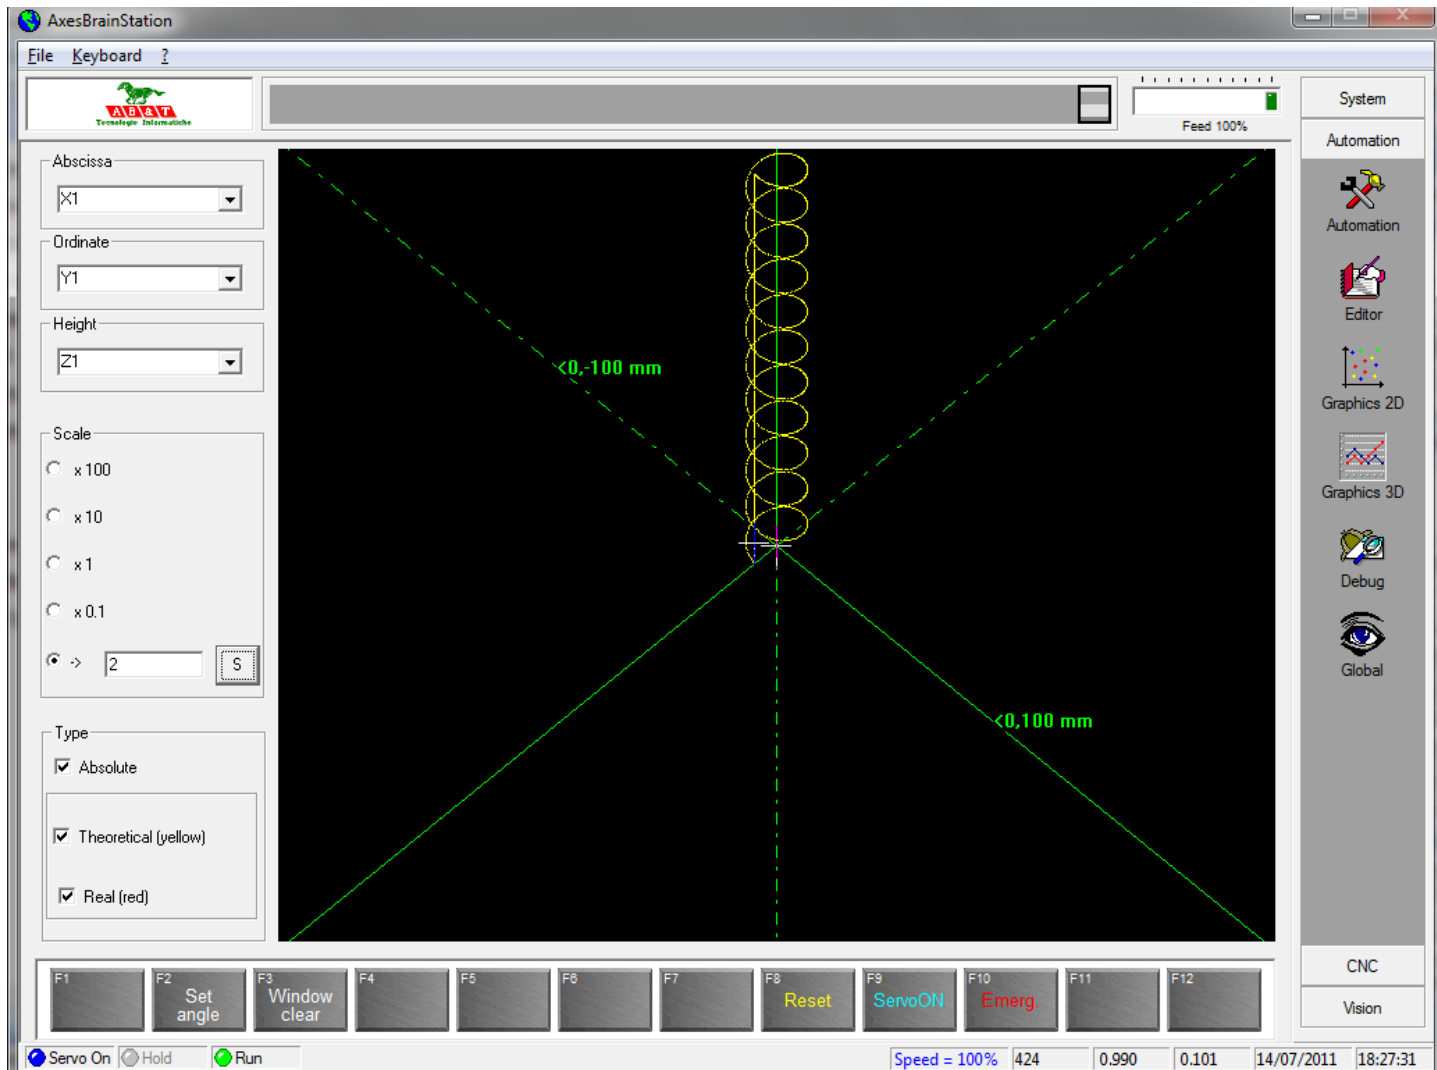 AxesBrainStation
File Keyboard ?
AB&T
Tecnologie Informatiche
Feed 100%
System
Automation
Abscissa
X1
Ordinate
Y1
Height
Z1
Scale
x 100
x 10
x 1
x 0.1
-> 2 S
Type
Absolute
Theoretical (yellow)
Real (red)
<0,-100 mm
<0,100 mm
Automation
Editor
Graphics 2D
Graphics 3D
Debug
Global
CNC
Vision
F1
F2 Set angle
F3 Window clear
F4
F5
F6
F7
F8 Reset
F9 ServoON
F10 Emerg.
F11
F12
Servo On Hold Run Speed = 100% 424 0.990 0.101 14/07/2011 18:27:31